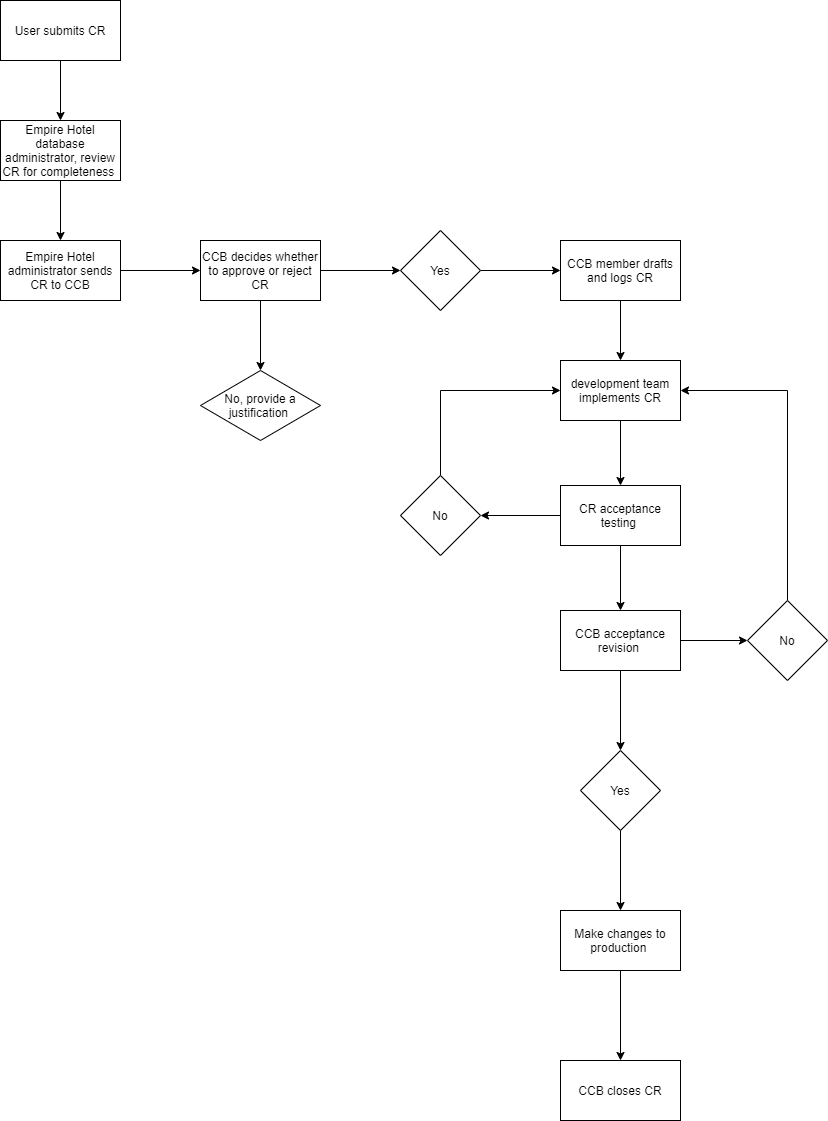 User submits CR
Empire Hotel
database
administrator, review
CR for completeness
Empire Hotel
administrator sends
CR to CCB
CCB decides whether
to approve or reject
CR
Yes
CCB member drafts
and logs CR
No, provide a
justification
development team
implements CR
No
CR acceptance
testing
CCB acceptance
revision
No
Yes
Make changes to
production
CCB closes CR